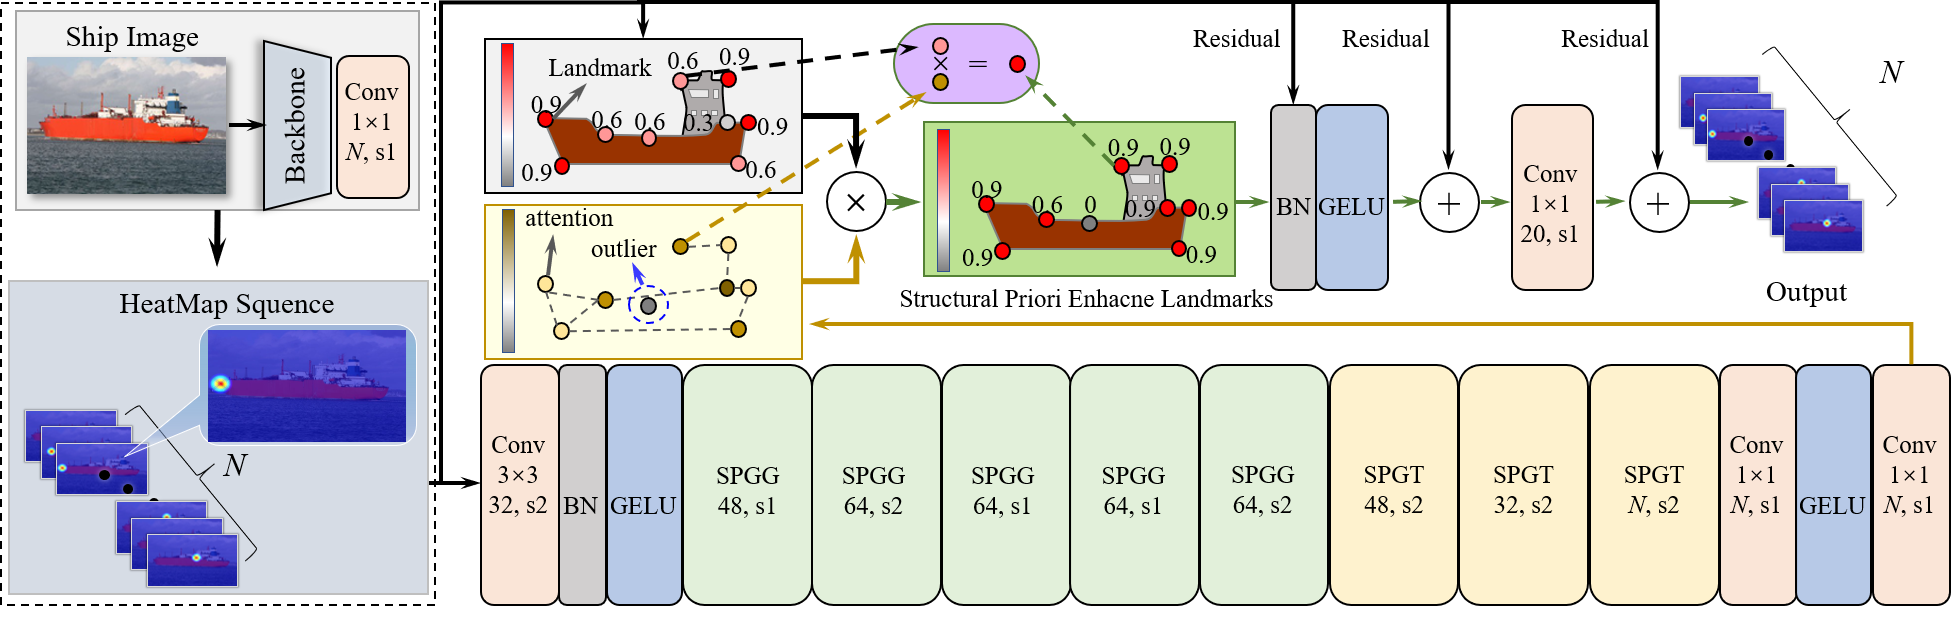 Ship Image
Backbone
Conv
1×1
N, s1
HeatMap Squence
N
Landmark
0.6
0.9
0.9
0.6
0.6
0.3
0.9
0.9
0.6
attention
outlier
×
=
×
0.9
0.9
0.9
0.6
0
0.9
0.9
0.9
0.9
Structural Priori Enhacne Landmarks
Residual
Residual
Residual
BN
GELU
+
Conv
1×1
20, s1
+
N
Output
Conv
3×3
32, s2
BN
GELU
SPGG
48, s1
SPGG
64, s2
SPGG
64, s1
SPGG
64, s1
SPGG
64, s2
SPGT
48, s2
SPGT
32, s2
SPGT
N, s2
Conv
1×1
N, s1
GELU
Conv
1×1
N, s1